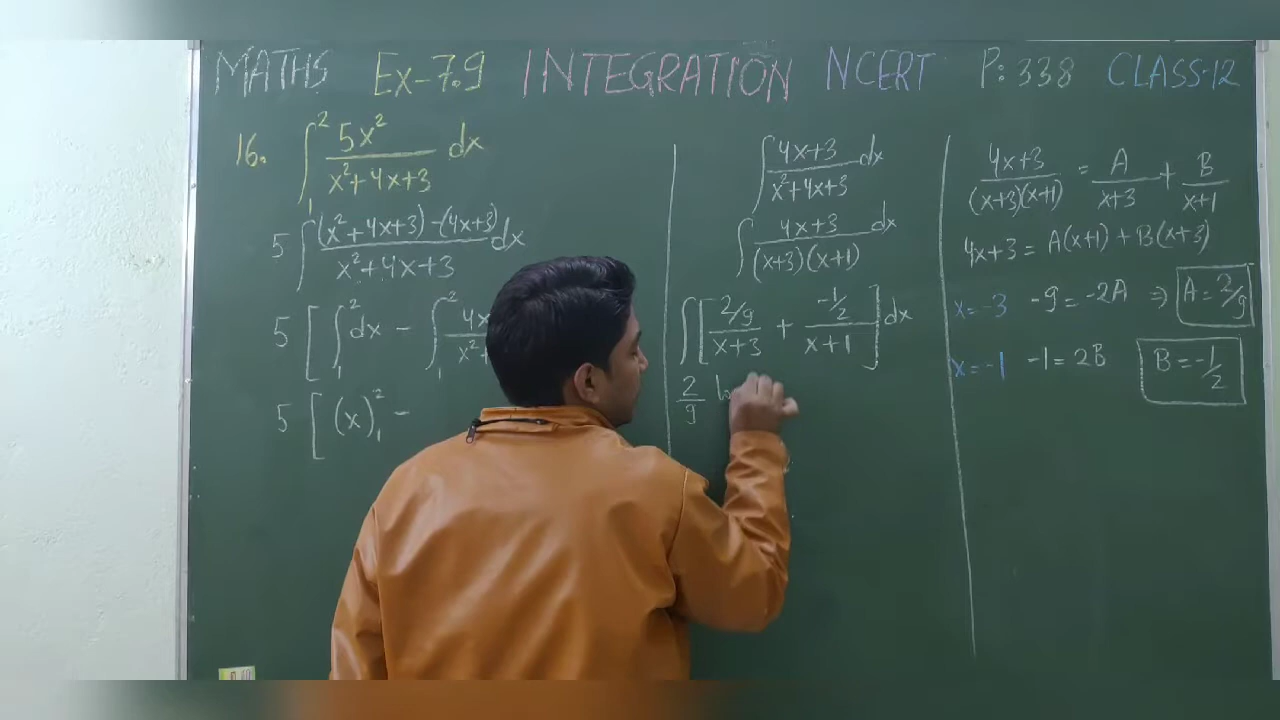 MATHS Ex-7.9 INTEGRATION NCERT P: 338 CLASS-12
16. ∫₁² 5x²/(x²+4x+3) dx
5 ∫ ((x²+4x+3) -(4x+3))/(x²+4x+3) dx
5 [ ∫₁² dx - ∫₁² 4x
x²+
5 [ (x)₁² -
∫ (4x+3)/(x²+4x+3) dx
∫ (4x+3)/((x+3)(x+1)) dx
∫ [ (2/9)/(x+3) + (-1/2)/(x+1) ] dx
2/9
(4x+3)/((x+3)(x+1)) = A/(x+3) + B/(x+1)
4x+3 = A(x+1) + B(x+3)
x=-3 -9 = -2A ⇒ A = 2/9
x=-1 -1 = 2B B = -1/2